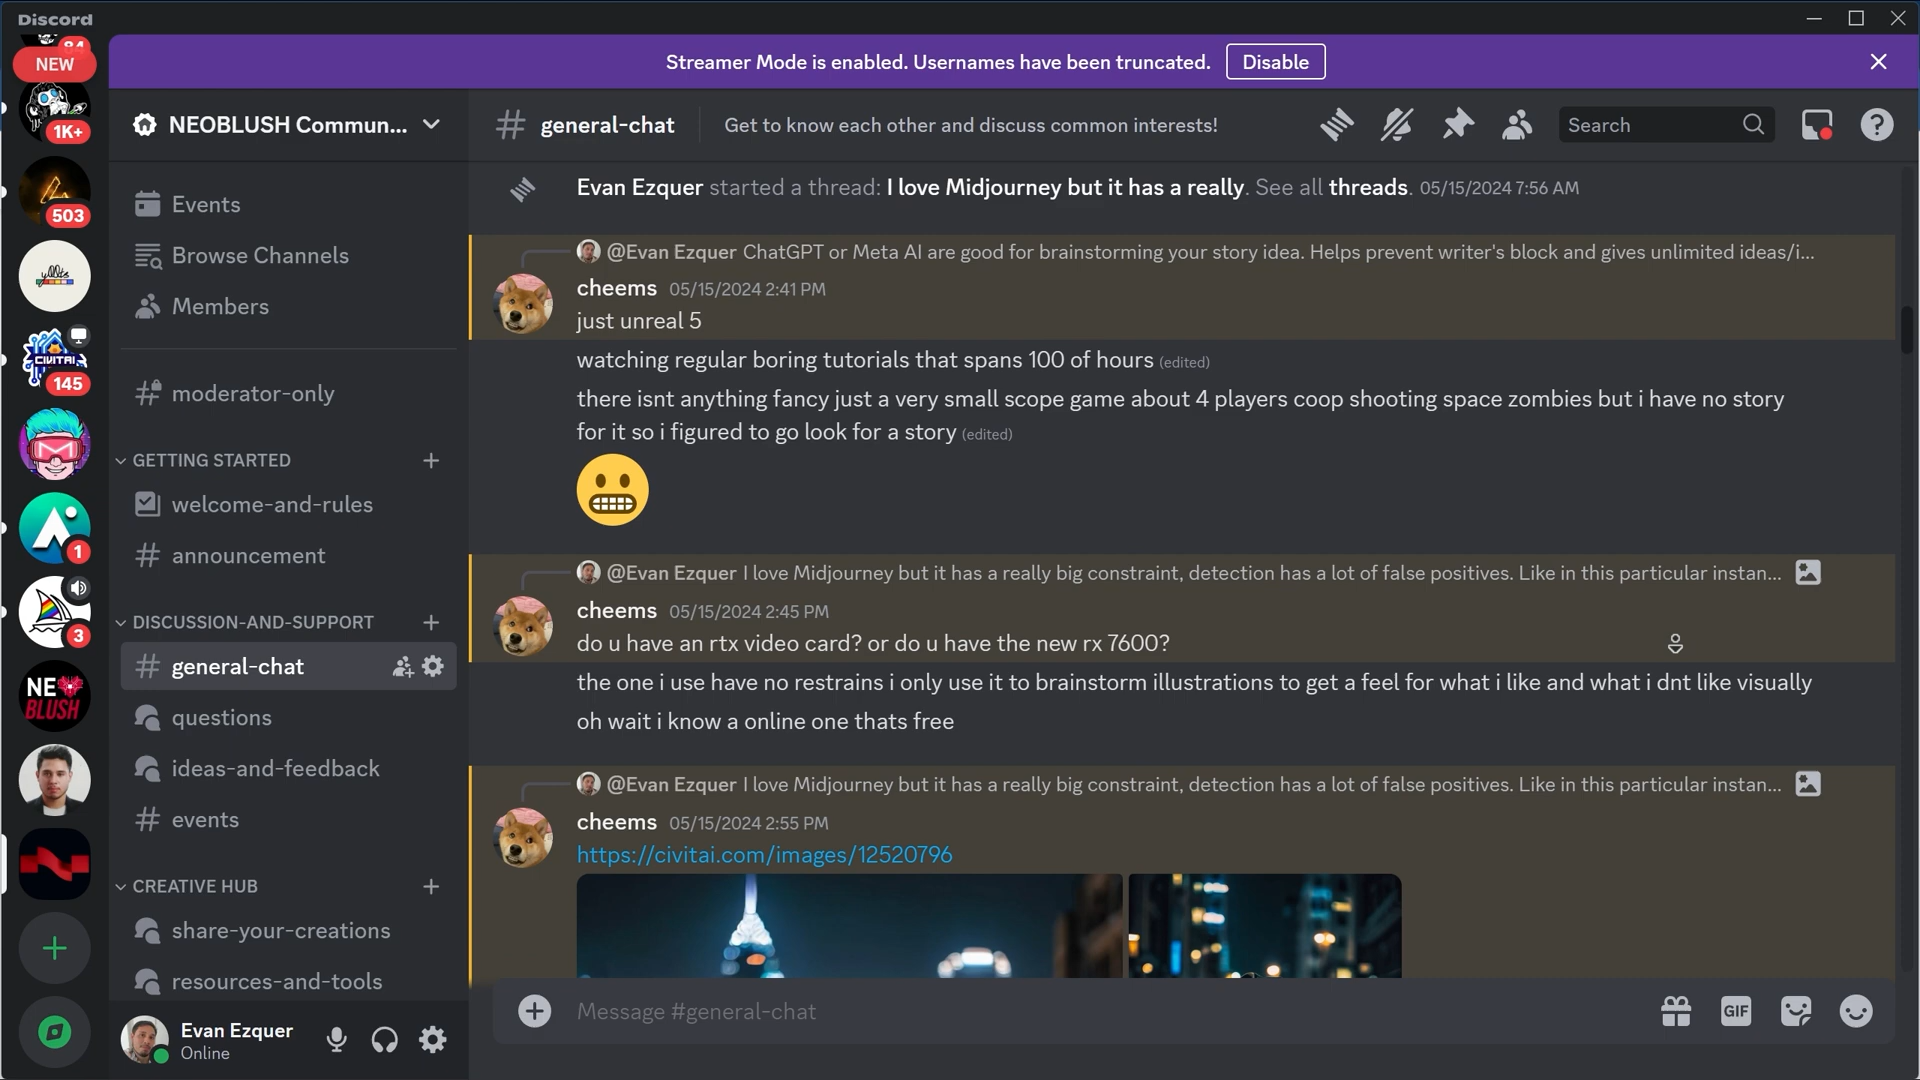 Discord
84
NEW
1K+
503
CIVITAI
145
1
3
NE
BLUSH
Streamer Mode is enabled. Usernames have been truncated. Disable
NEOBLUSH Commun...
Events
Browse Channels
Members
moderator-only
GETTING STARTED
welcome-and-rules
announcement
DISCUSSION-AND-SUPPORT
general-chat
questions
ideas-and-feedback
events
CREATIVE HUB
share-your-creations
resources-and-tools
Evan Ezquer
Online
general-chat Get to know each other and discuss common interests! Search
Evan Ezquer started a thread: I love Midjourney but it has a really. See all threads. 05/15/2024 7:56 AM
@Evan Ezquer ChatGPT or Meta AI are good for brainstorming your story idea. Helps prevent writer's block and gives unlimited ideas/i...
cheems 05/15/2024 2:41 PM
just unreal 5
watching regular boring tutorials that spans 100 of hours (edited)
there isnt anything fancy just a very small scope game about 4 players coop shooting space zombies but i have no story
for it so i figured to go look for a story (edited)
@Evan Ezquer I love Midjourney but it has a really big constraint, detection has a lot of false positives. Like in this particular instan...
cheems 05/15/2024 2:45 PM
do u have an rtx video card? or do u have the new rx 7600?
the one i use have no restrains i only use it to brainstorm illustrations to get a feel for what i like and what i dnt like visually
oh wait i know a online one thats free
@Evan Ezquer I love Midjourney but it has a really big constraint, detection has a lot of false positives. Like in this particular instan...
cheems 05/15/2024 2:55 PM
https://civitai.com/images/12520796
Message #general-chat
GIF